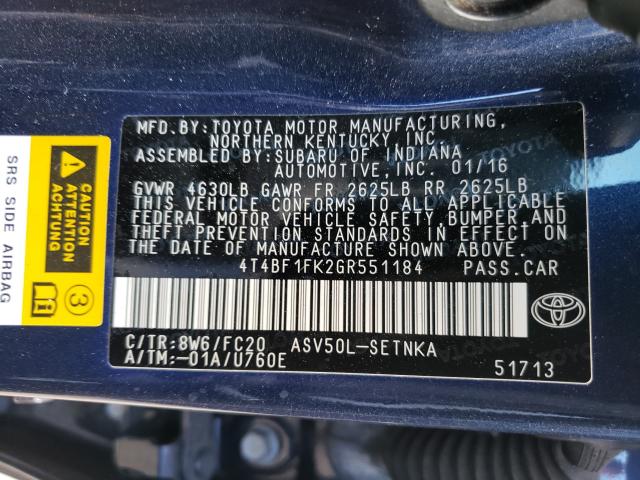 MFD.BY:TOYOTA MOTOR MANUFACTURING,
NORTHERN KENTUCKY,INC.
ASSEMBLED BY:SUBARU OF INDIANA
AUTOMOTIVE,INC. 01/16
GVWR 4630LB GAWR FR 2625LB RR 2625LB
THIS VEHICLE CONFORMS TO ALL APPLICABLE
FEDERAL MOTOR VEHICLE SAFETY,BUMPER AND
THEFT PREVENTION STANDARDS IN EFFECT ON
THE DATE OF MANUFACTURE SHOWN ABOVE.
4T4BF1FK2GR551184 PASS.CAR
C/TR:8W6/FC20 ASV50L-SETNKA
A/TM:-01A/U760E
51713
TOYOTA
SRS SIDE AIRBAG
3